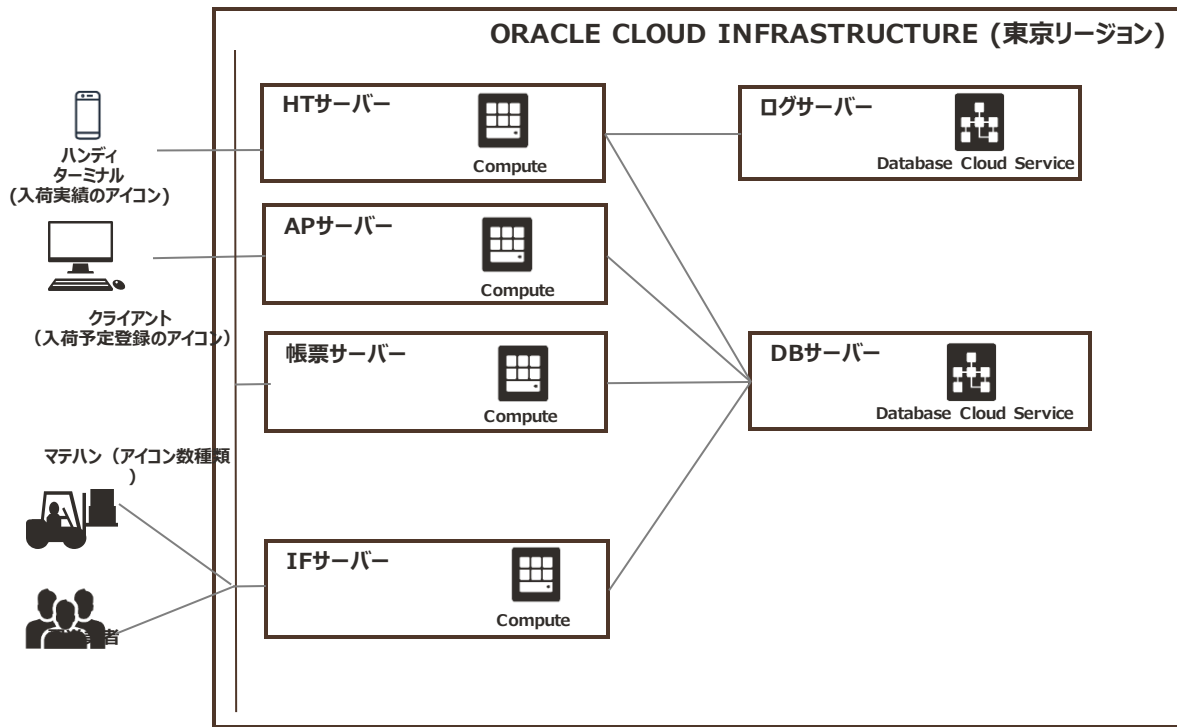 ORACLE CLOUD INFRASTRUCTURE (東京リージョン)
HTサーバー
Compute
ログサーバー
Database Cloud Service
ハンディ
ターミナル
(入荷実績のアイコン)
APサーバー
Compute
クライアント
（入荷予定登録のアイコン）
帳票サーバー
Compute
DBサーバー
Database Cloud Service
マテハン（アイコン数種類
）
IFサーバー
Compute
者